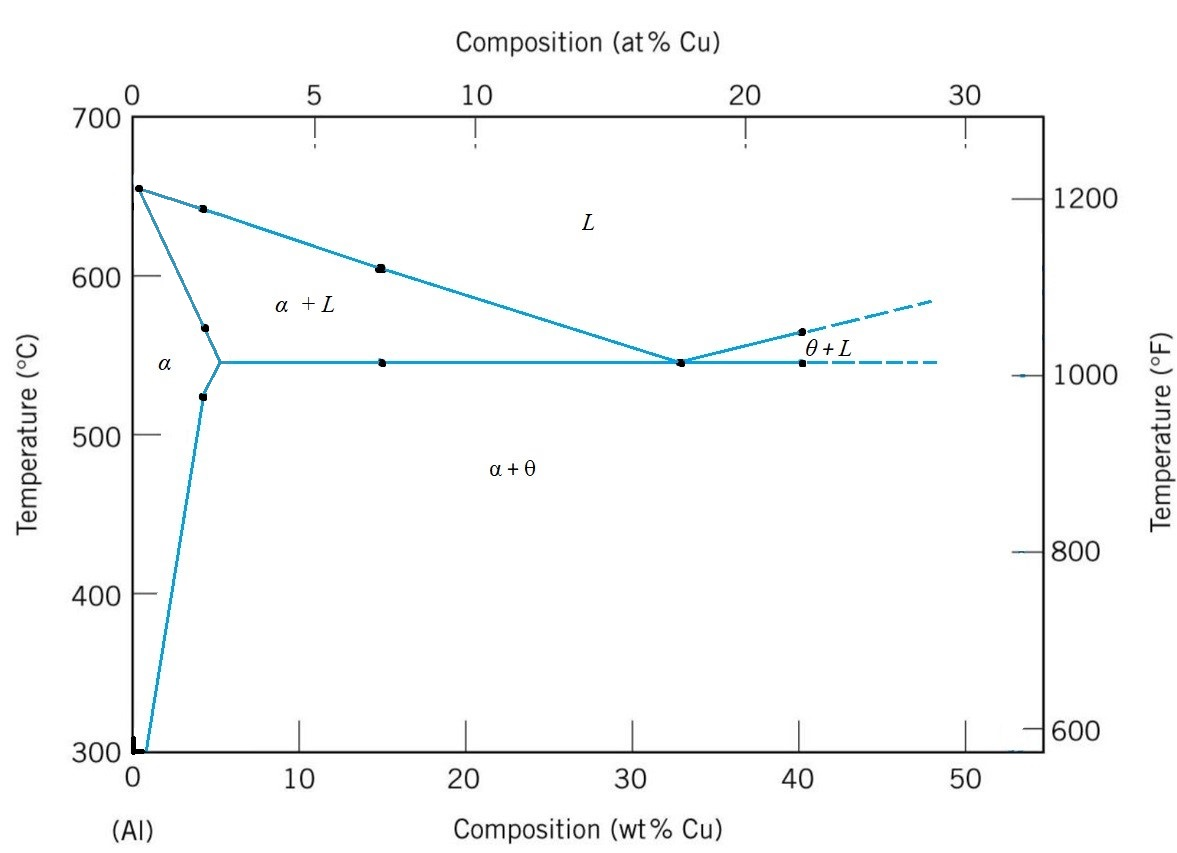 Composition (at% Cu)
0 5 10 20 30
700
1200
L
600
α + L
θ+L
α
1000
Temperature (°C)
Temperature (°F)
500
α + θ
800
400
600
300
0 10 20 30 40 50
(Al) Composition (wt% Cu)